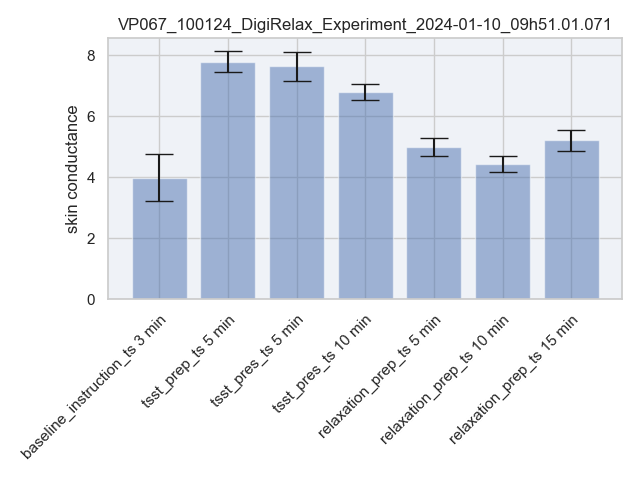 VP067_100124_DigiRelax_Experiment_2024-01-10_09h51.01.071
skin conductance
8
6
4
2
0
baseline_instruction_ts 3 min
tsst_prep_ts 5 min
tsst_pres_ts 5 min
tsst_pres_ts 10 min
relaxation_prep_ts 5 min
relaxation_prep_ts 10 min
relaxation_prep_ts 15 min